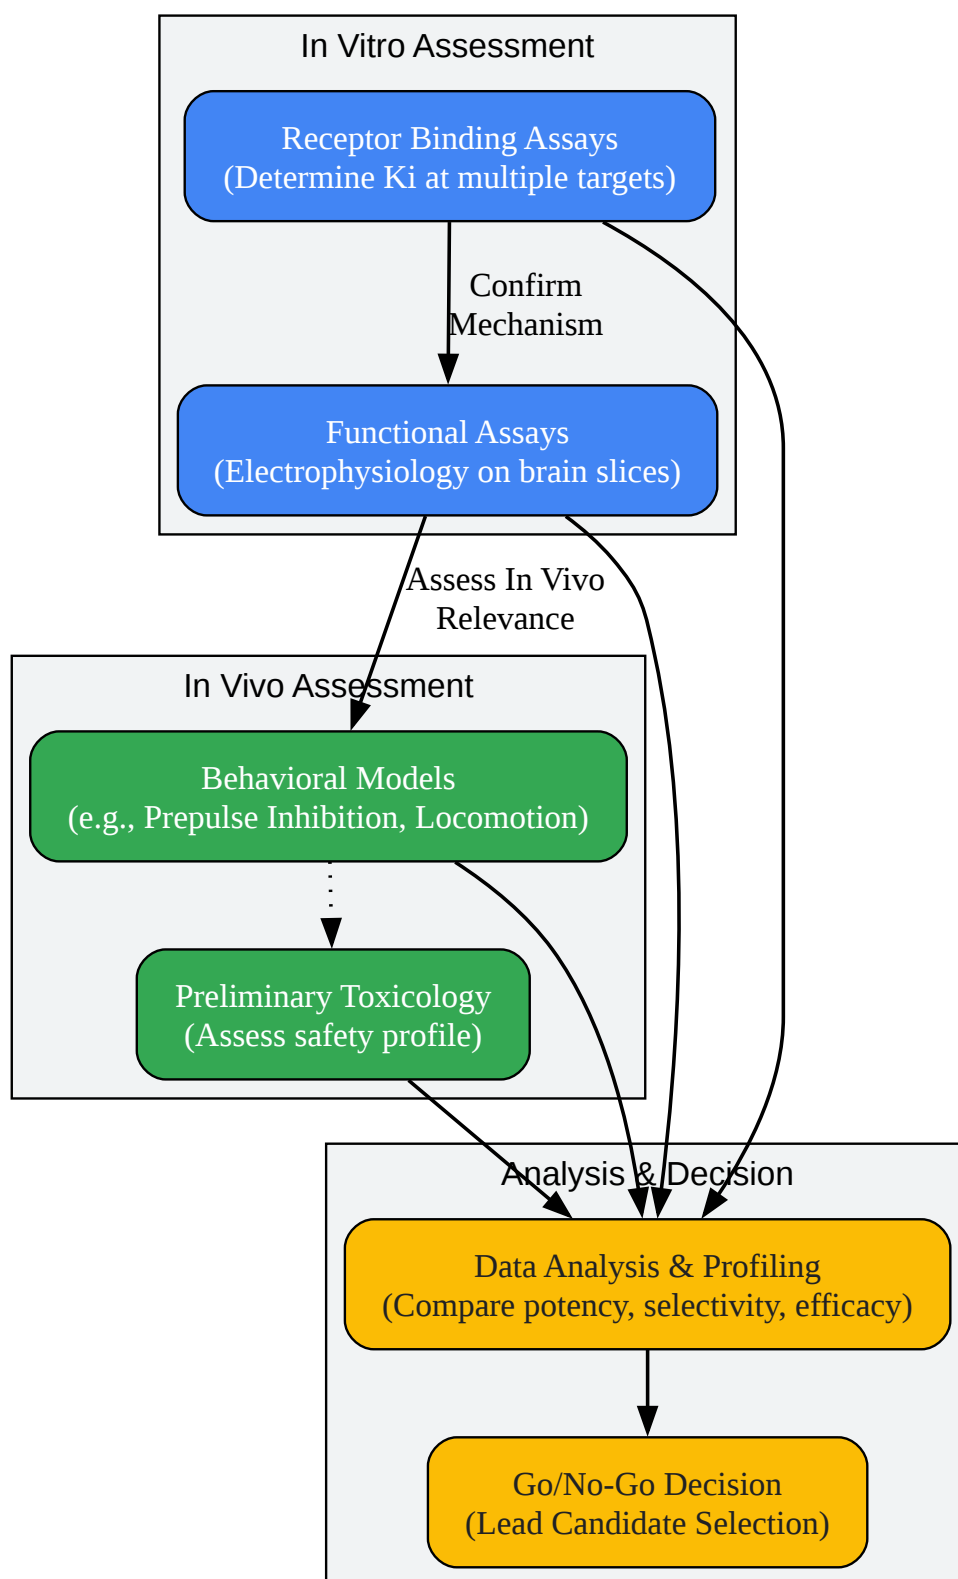 In Vitro Assessment
Receptor Binding Assays
(Determine Ki at multiple targets)
Confirm
Mechanism
Functional Assays
(Electrophysiology on brain slices)
Assess In Vivo
Relevance
In Vivo Assessment
Behavioral Models
(e.g., Prepulse Inhibition, Locomotion)
Preliminary Toxicology
(Assess safety profile)
Analysis & Decision
Data Analysis & Profiling
(Compare potency, selectivity, efficacy)
Go/No-Go Decision
(Lead Candidate Selection)